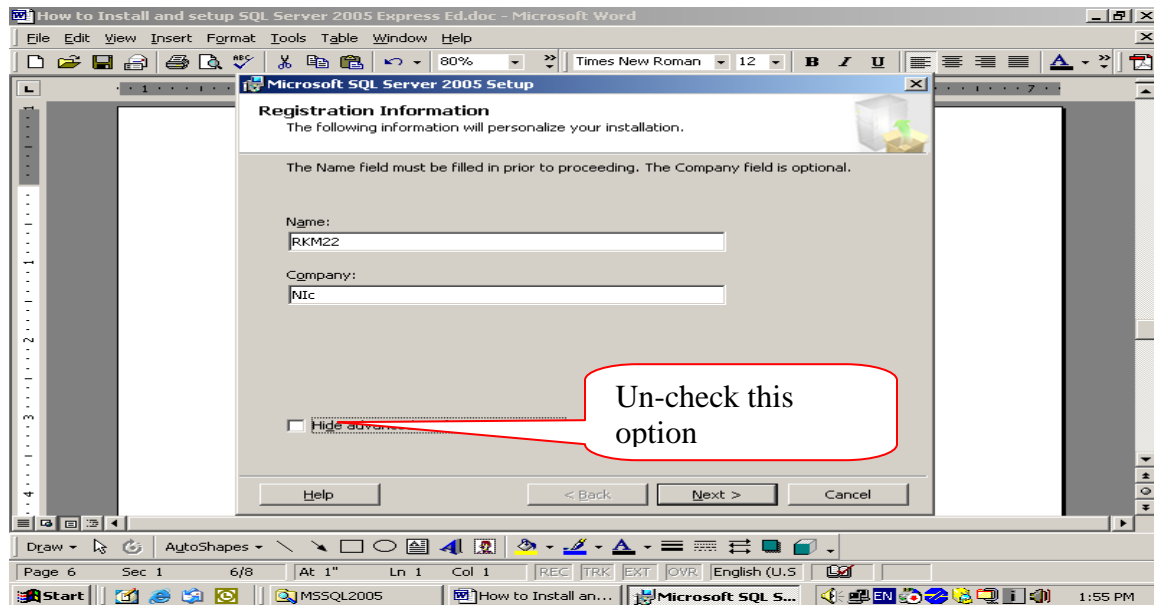 How to Install and setup SQL Server 2005 Express Ed.doc - Microsoft Word
File Edit View Insert Format Tools Table Window Help
80% Times New Roman 12 B I U A
Microsoft SQL Server 2005 Setup
Registration Information
The following information will personalize your installation.
The Name field must be filled in prior to proceeding. The Company field is optional.
Name:
RKM22
Company:
NIc
Un-check this
option
Hide
Help < Back Next > Cancel
Draw AutoShapes
Page 6 Sec 1 6/8 At 1" Ln 1 Col 1 REC TRK EXT OVR English (U.S
Start MSSQL2005 How to Install an... Microsoft SQL S... EN 1:55 PM